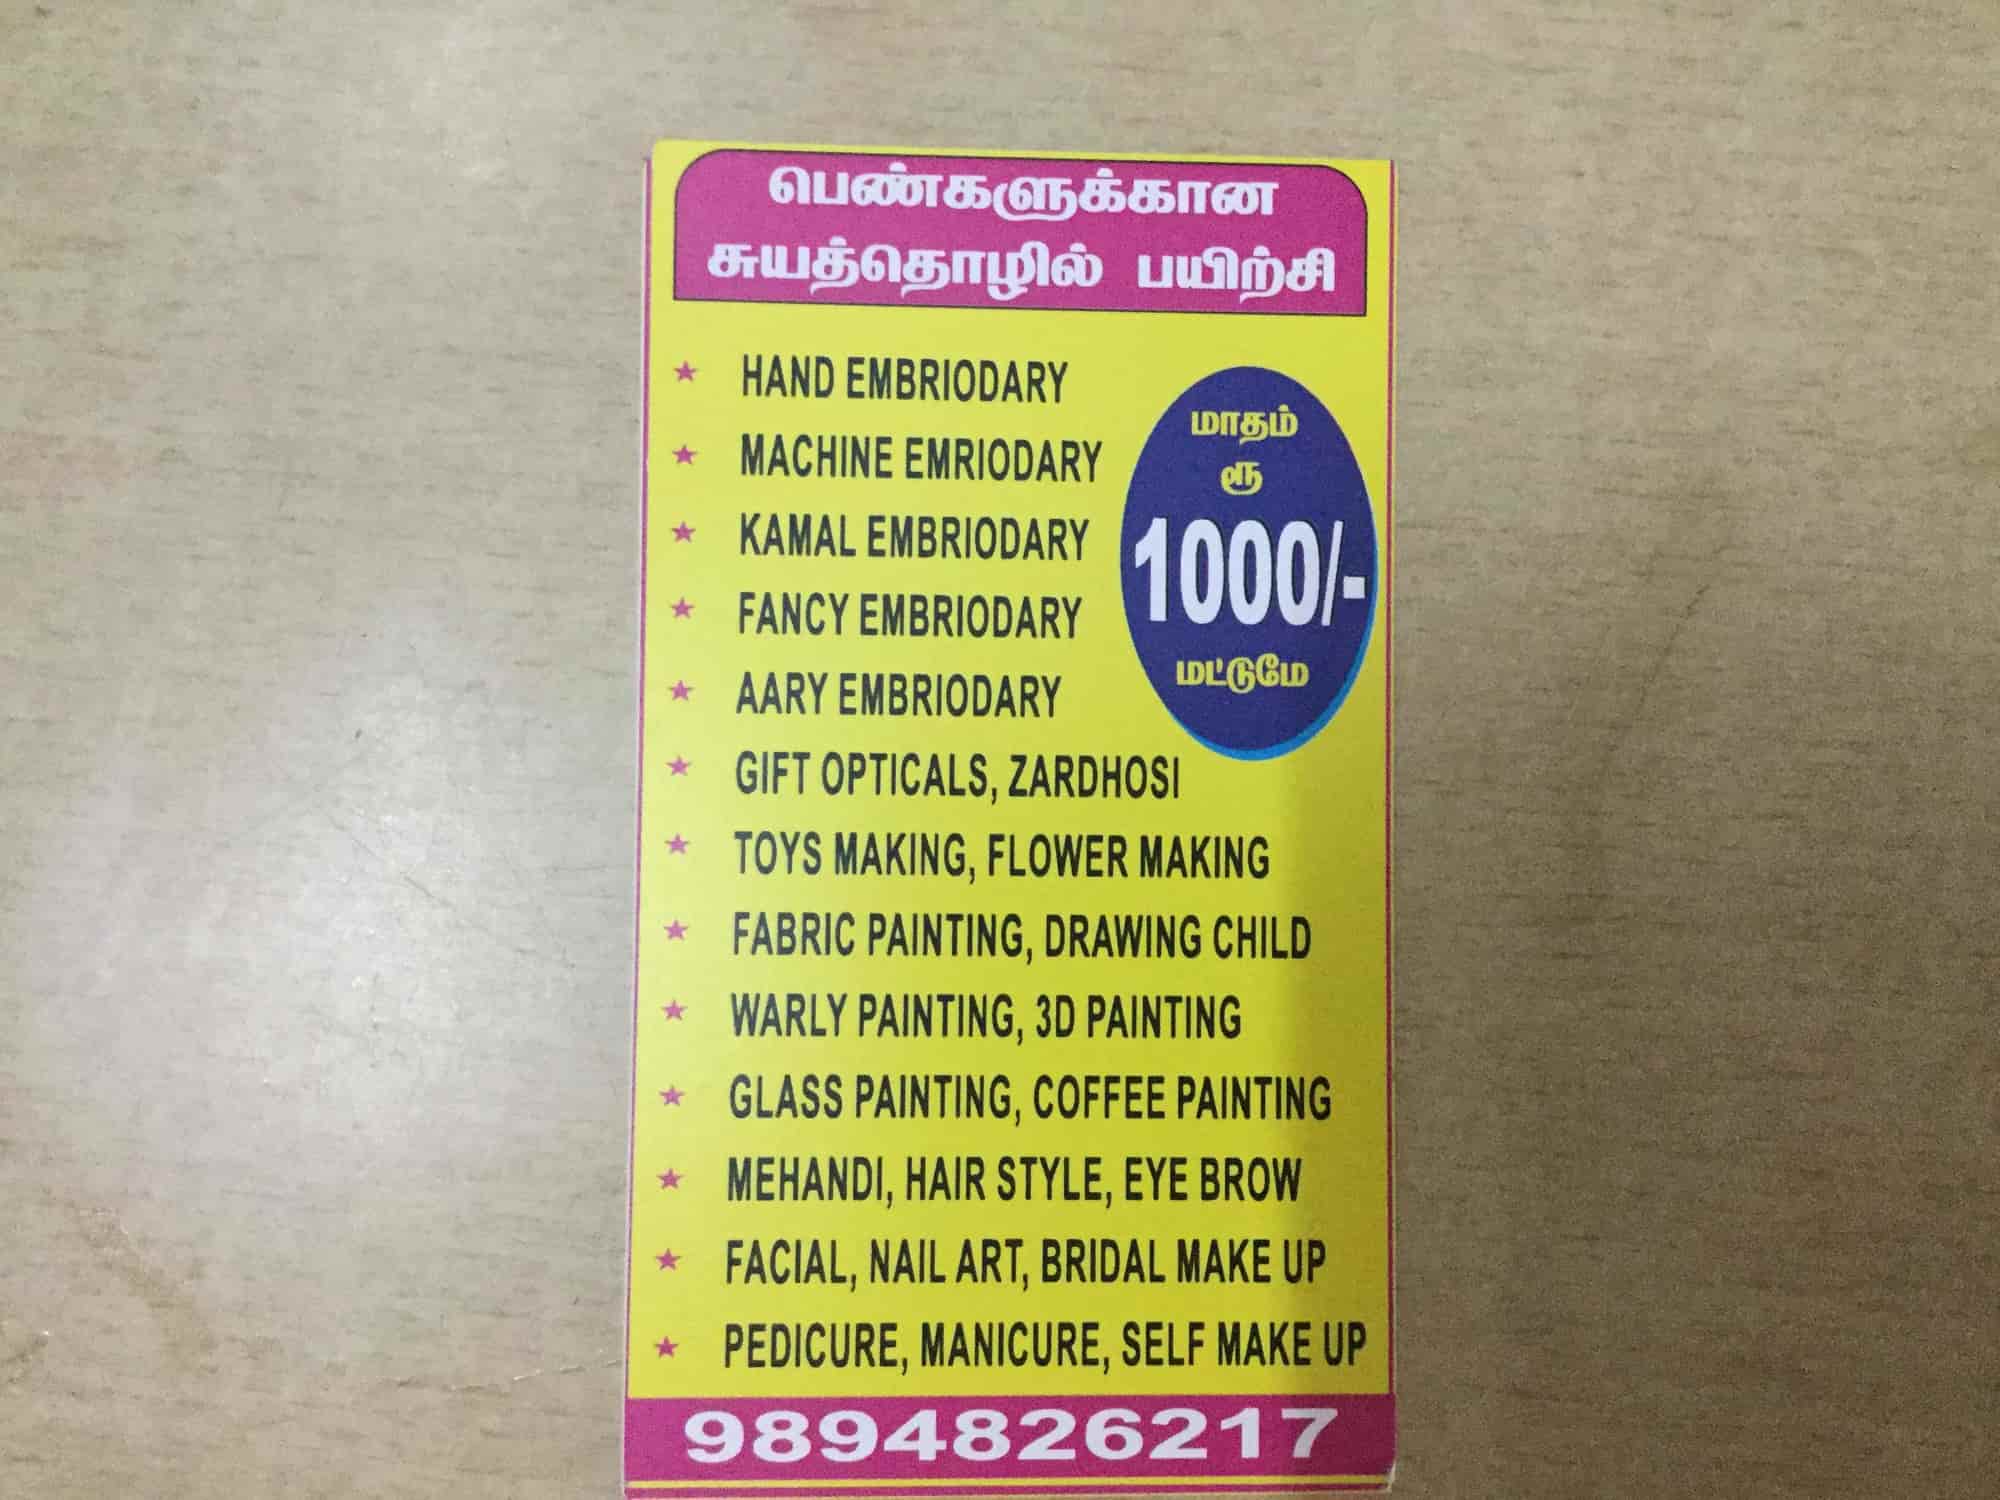 பெண்களுக்கான
சுயத்தொழில் பயிற்சி
HAND EMBRIODARY
MACHINE EMRIODARY
KAMAL EMBRIODARY
FANCY EMBRIODARY
AARY EMBRIODARY
மாதம்
ரூ
1000/-
மட்டுமே
GIFT OPTICALS, ZARDHOSI
TOYS MAKING, FLOWER MAKING
FABRIC PAINTING, DRAWING CHILD
WARLY PAINTING, 3D PAINTING
GLASS PAINTING, COFFEE PAINTING
MEHANDI, HAIR STYLE, EYE BROW
FACIAL, NAIL ART, BRIDAL MAKE UP
PEDICURE, MANICURE, SELF MAKE UP
9894826217